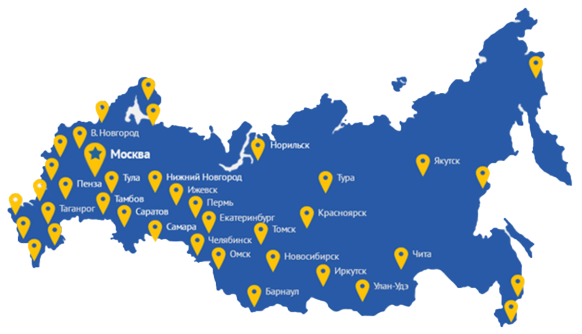 В. Новгород
Москва
Норильск
Якутск
Пенза
Тула
Нижний Новгород
Тура
Ижевск
Тамбов
Пермь
Таганрог
Саратов
Красноярск
Екатеринбург
Самара
Томск
Челябинск
Омск
Новосибирск
Чита
Иркутск
Барнаул
Улан-Удэ